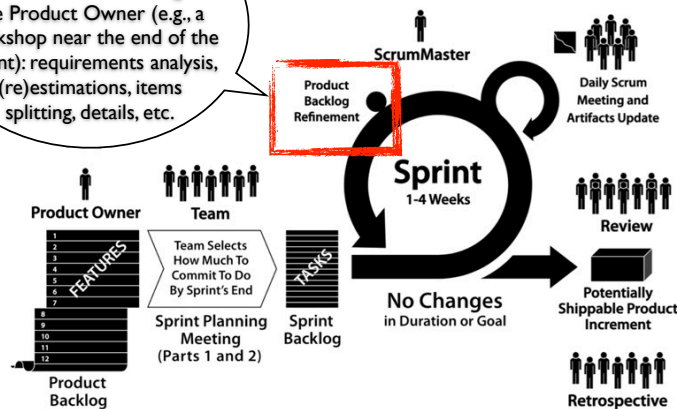 e Product Owner (e.g., a
kshop near the end of the
nt): requirements analysis,
(re)estimations, items
splitting, details, etc.
ScrumMaster
Product
Backlog
Refinement
Daily Scrum
Meeting and
Artifacts Update
Sprint
1-4 Weeks
Product Owner
Team
Review
1
2
3
4
5
6
7
8
9
10
11
12
FEATURES
Team Selects
How Much To
Commit To Do
By Sprint's End
TASKS
No Changes
in Duration or Goal
Potentially
Shippable Product
Increment
Sprint Planning
Meeting
(Parts 1 and 2)
Sprint
Backlog
Product
Backlog
Retrospective